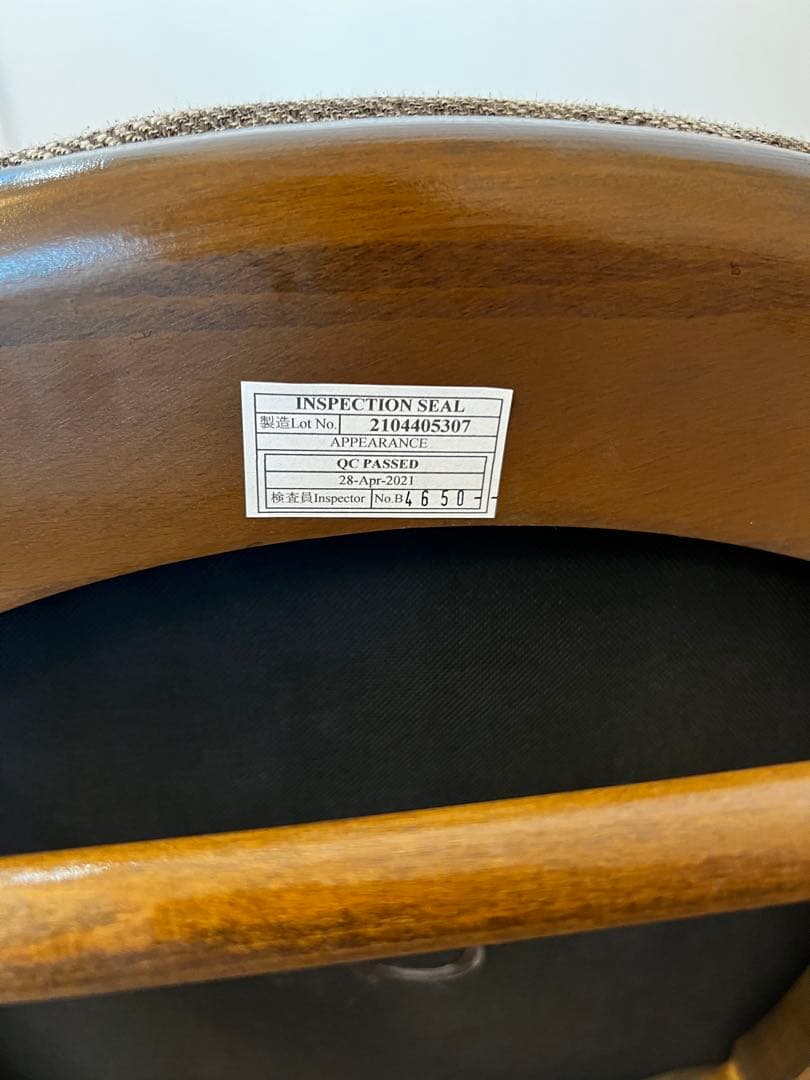 INSPECTION SEAL
製造Lot No. 2104405307
APPEARANCE
QC PASSED
28-Apr-2021
検査員Inspector No.B4650--